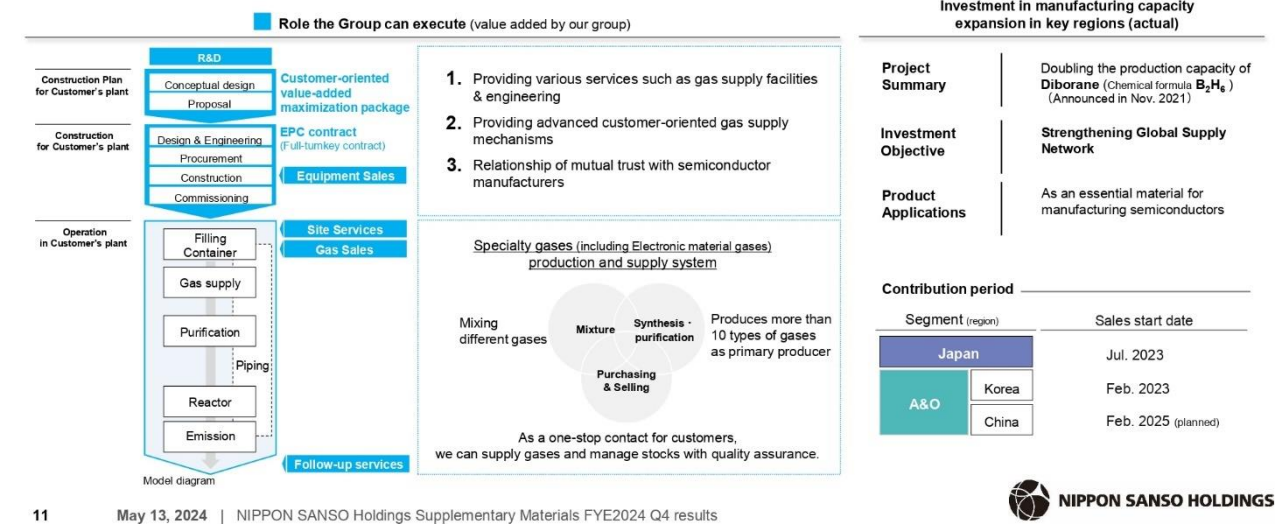 Role the Group can execute (value added by our group)
R&D
Construction Plan
for Customer's plant
Conceptual design
Proposal
Customer-oriented
value-added
maximization package
Construction
for Customer's plant
Design & Engineering
Procurement
Construction
Commissioning
EPC contract
(Full-turnkey contract)
Equipment Sales
Operation
in Customer's plant
Filling
Container
Gas supply
Purification
Piping
Reactor
Emission
Site Services
Gas Sales
Follow-up services
Model diagram
1. Providing various services such as gas supply facilities
& engineering
2. Providing advanced customer-oriented gas supply
mechanisms
3. Relationship of mutual trust with semiconductor
manufacturers
Specialty gases (including Electronic material gases)
production and supply system
Mixing
different gases
Mixture
Synthesis・
purification
Purchasing
& Selling
Produces more than
10 types of gases
as primary producer
As a one-stop contact for customers,
we can supply gases and manage stocks with quality assurance.
Investment in manufacturing capacity
expansion in key regions (actual)
Project
Summary
Doubling the production capacity of
Diborane (Chemical formula B₂H₆ )
(Announced in Nov. 2021)
Investment
Objective
Strengthening Global Supply
Network
Product
Applications
As an essential material for
manufacturing semiconductors
Contribution period
Segment (region) Sales start date
Japan Jul. 2023
A&O
Korea Feb. 2023
China Feb. 2025 (planned)
NIPPON SANSO HOLDINGS
11 May 13, 2024 | NIPPON SANSO Holdings Supplementary Materials FYE2024 Q4 results